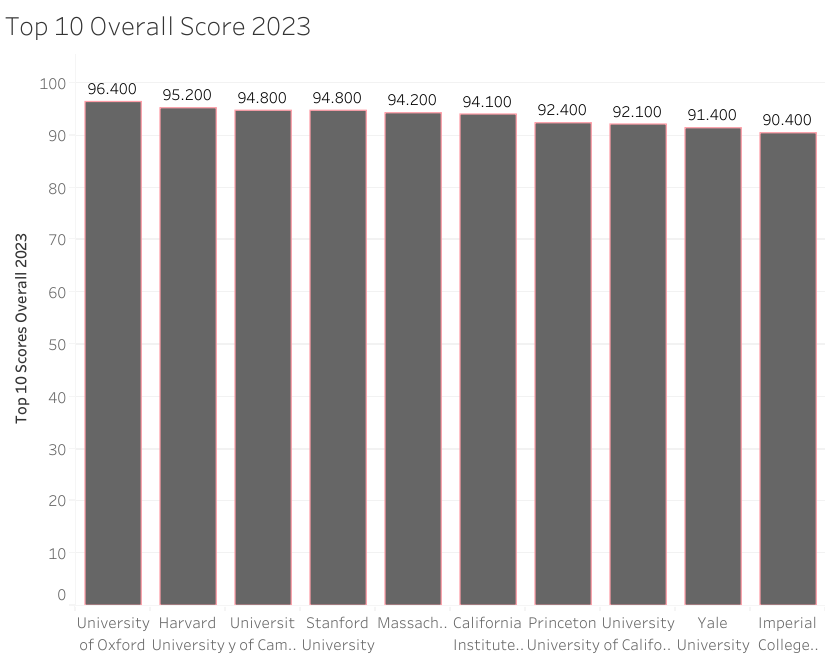 Top 10 Overall Score 2023
Top 10 Scores Overall 2023
100
90
80
70
60
50
40
30
20
10
0
96.400 95.200 94.800 94.800 94.200 94.100 92.400 92.100 91.400 90.400
University Harvard Universit Stanford Massach.. California Princeton University Yale Imperial
of Oxford University y of Cam.. University Institute.. University of Califo.. University College..